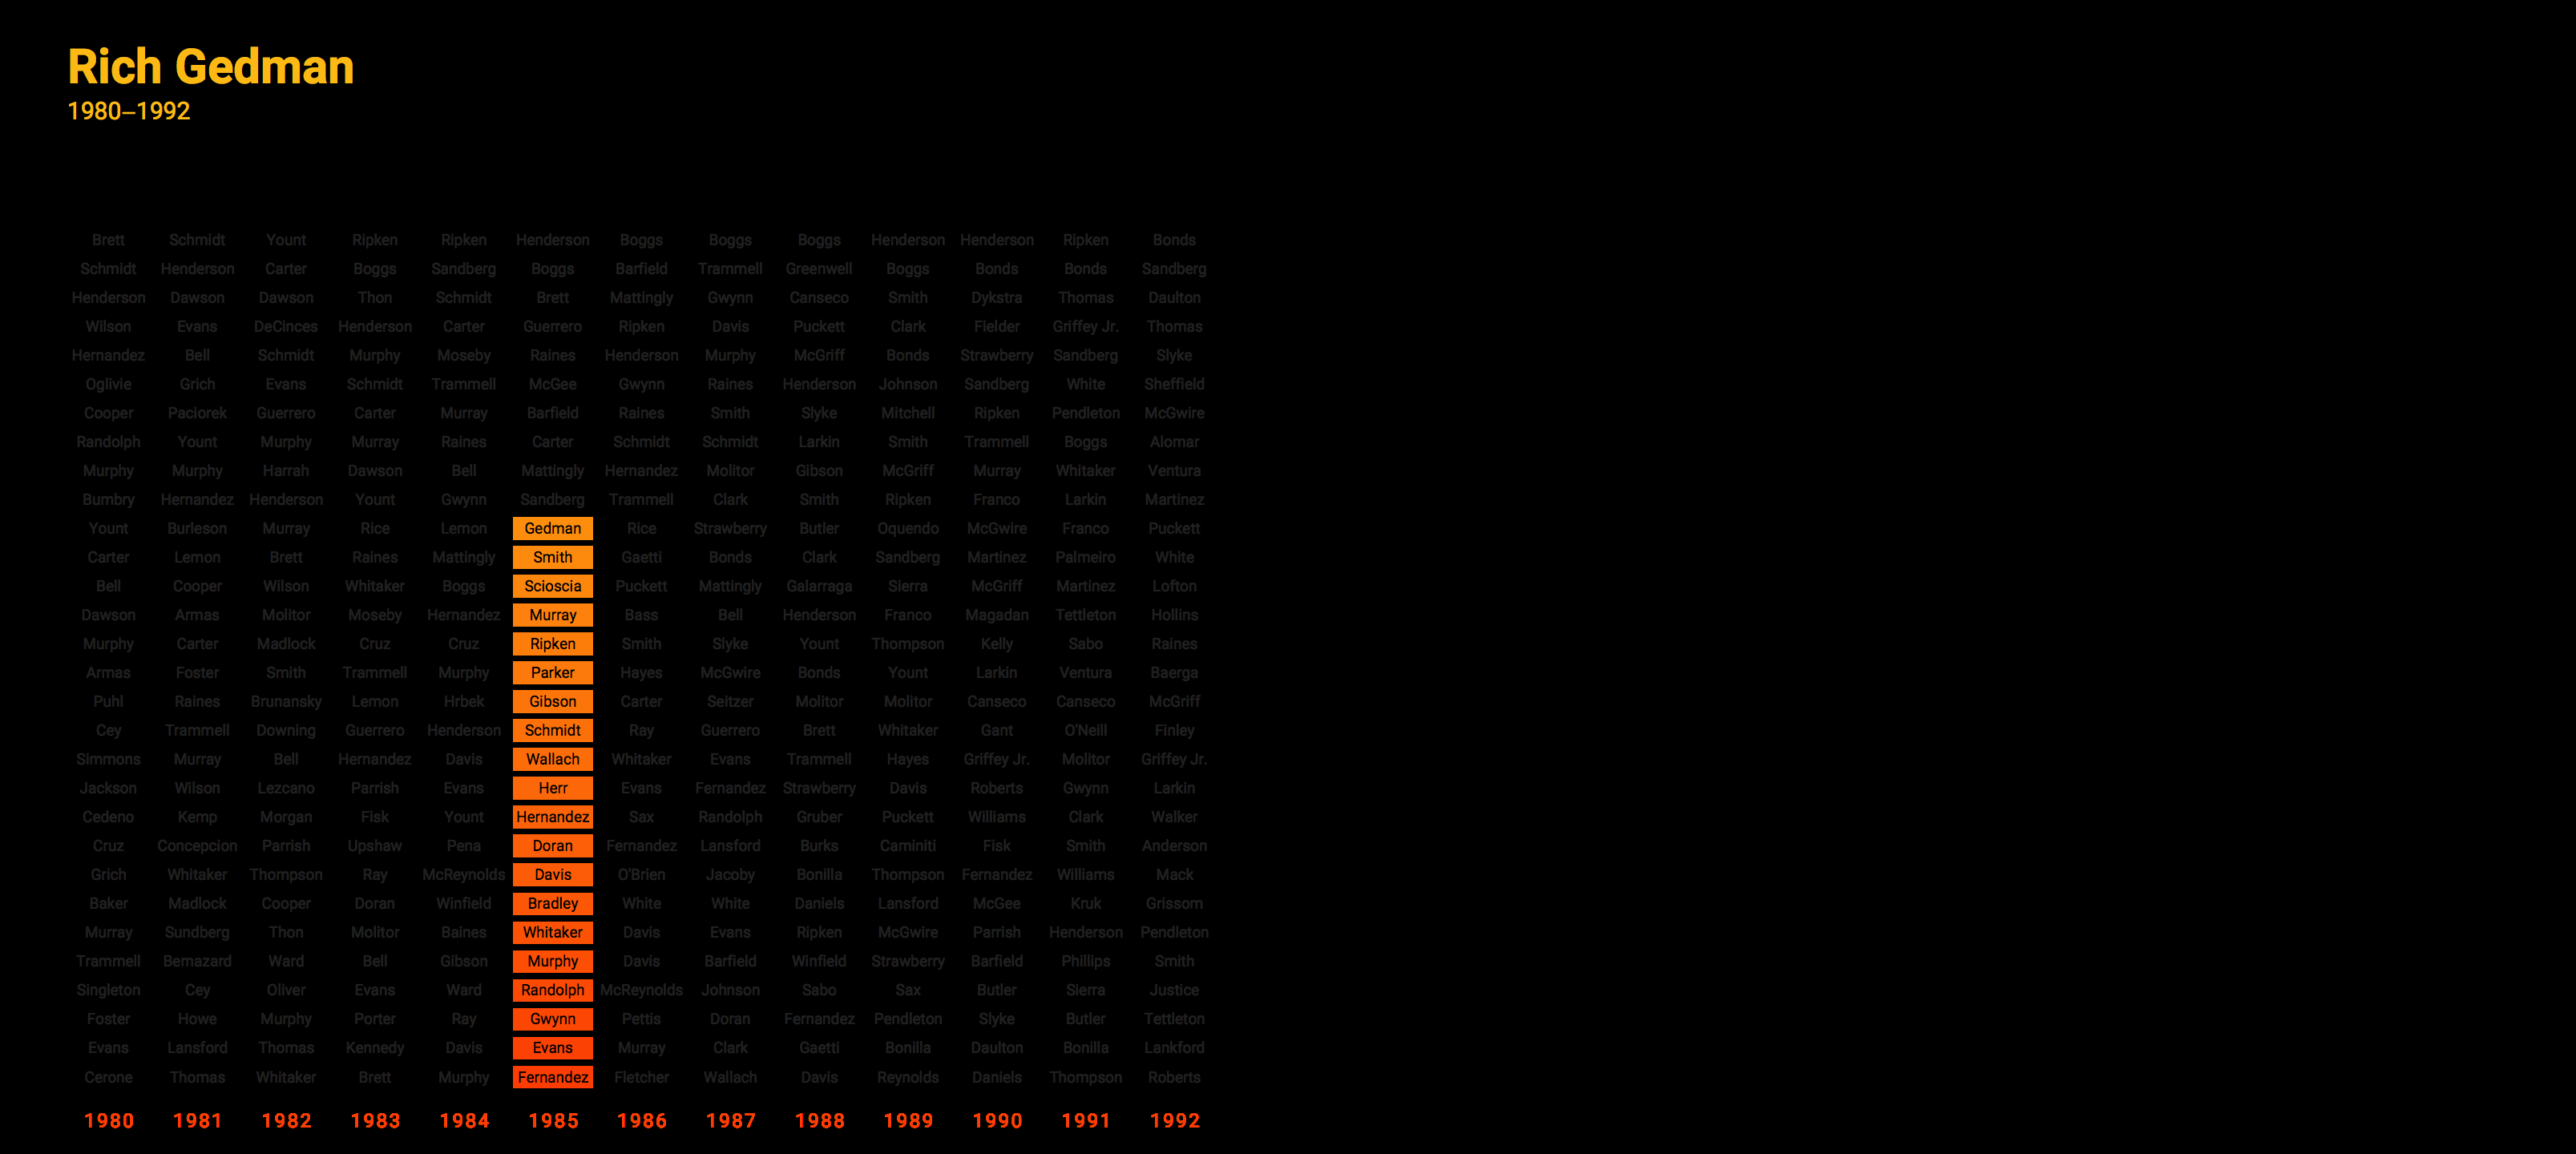 Rich Gedman
1980–1992
Brett Schmidt Yount Ripken Ripken Henderson Boggs Boggs Boggs Henderson Henderson Ripken Bonds
Schmidt Henderson Carter Boggs Sandberg Boggs Barfield Trammell Greenwell Boggs Bonds Bonds Sandberg
Henderson Dawson Dawson Thon Schmidt Brett Mattingly Gwynn Canseco Smith Dykstra Thomas Daulton
Wilson Evans DeCinces Henderson Carter Guerrero Ripken Davis Puckett Clark Fielder Griffey Jr. Thomas
Hernandez Bell Schmidt Murphy Moseby Raines Henderson Murphy McGriff Bonds Strawberry Sandberg Slyke
Oglivie Grich Evans Schmidt Trammell McGee Gwynn Raines Henderson Johnson Sandberg White Sheffield
Cooper Paciorek Guerrero Carter Murray Barfield Raines Smith Slyke Mitchell Ripken Pendleton McGwire
Randolph Yount Murphy Murray Raines Carter Schmidt Schmidt Larkin Smith Trammell Boggs Alomar
Murphy Murphy Harrah Dawson Bell Mattingly Hernandez Molitor Gibson McGriff Murray Whitaker Ventura
Bumbry Hernandez Henderson Yount Gwynn Sandberg Trammell Clark Smith Ripken Franco Larkin Martinez
Yount Burleson Murray Rice Lemon Gedman Rice Strawberry Butler Oquendo McGwire Franco Puckett
Carter Lemon Brett Raines Mattingly Smith Gaetti Bonds Clark Sandberg Martinez Palmeiro White
Bell Cooper Wilson Whitaker Boggs Scioscia Puckett Mattingly Galarraga Sierra McGriff Martinez Lofton
Dawson Armas Molitor Moseby Hernandez Murray Bass Bell Henderson Franco Magadan Tettleton Hollins
Murphy Carter Madlock Cruz Cruz Ripken Smith Slyke Yount Thompson Kelly Sabo Raines
Armas Foster Smith Trammell Murphy Parker Hayes McGwire Bonds Yount Larkin Ventura Baerga
Puhl Raines Brunansky Lemon Hrbek Gibson Carter Seitzer Molitor Molitor Canseco Canseco McGriff
Cey Trammell Downing Guerrero Henderson Schmidt Ray Guerrero Brett Whitaker Gant O'Neill Finley
Simmons Murray Bell Hernandez Davis Wallach Whitaker Evans Trammell Hayes Griffey Jr. Molitor Griffey Jr.
Jackson Wilson Lezcano Parrish Evans Herr Evans Fernandez Strawberry Davis Roberts Gwynn Larkin
Cedeno Kemp Morgan Fisk Yount Hernandez Sax Randolph Gruber Puckett Williams Clark Walker
Cruz Concepcion Parrish Upshaw Pena Doran Fernandez Lansford Burks Caminiti Fisk Smith Anderson
Grich Whitaker Thompson Ray McReynolds Davis O'Brien Jacoby Bonilla Thompson Fernandez Williams Mack
Baker Madlock Cooper Doran Winfield Bradley White White Daniels Lansford McGee Kruk Grissom
Murray Sundberg Thon Molitor Baines Whitaker Davis Evans Ripken McGwire Parrish Henderson Pendleton
Trammell Bernazard Ward Bell Gibson Murphy Davis Barfield Winfield Strawberry Barfield Phillips Smith
Singleton Cey Oliver Evans Ward Randolph McReynolds Johnson Sabo Sax Butler Sierra Justice
Foster Howe Murphy Porter Ray Gwynn Pettis Doran Fernandez Pendleton Slyke Butler Tettleton
Evans Lansford Thomas Kennedy Davis Evans Murray Clark Gaetti Bonilla Daulton Bonilla Lankford
Cerone Thomas Whitaker Brett Murphy Fernandez Fletcher Wallach Davis Reynolds Daniels Thompson Roberts
1980 1981 1982 1983 1984 1985 1986 1987 1988 1989 1990 1991 1992